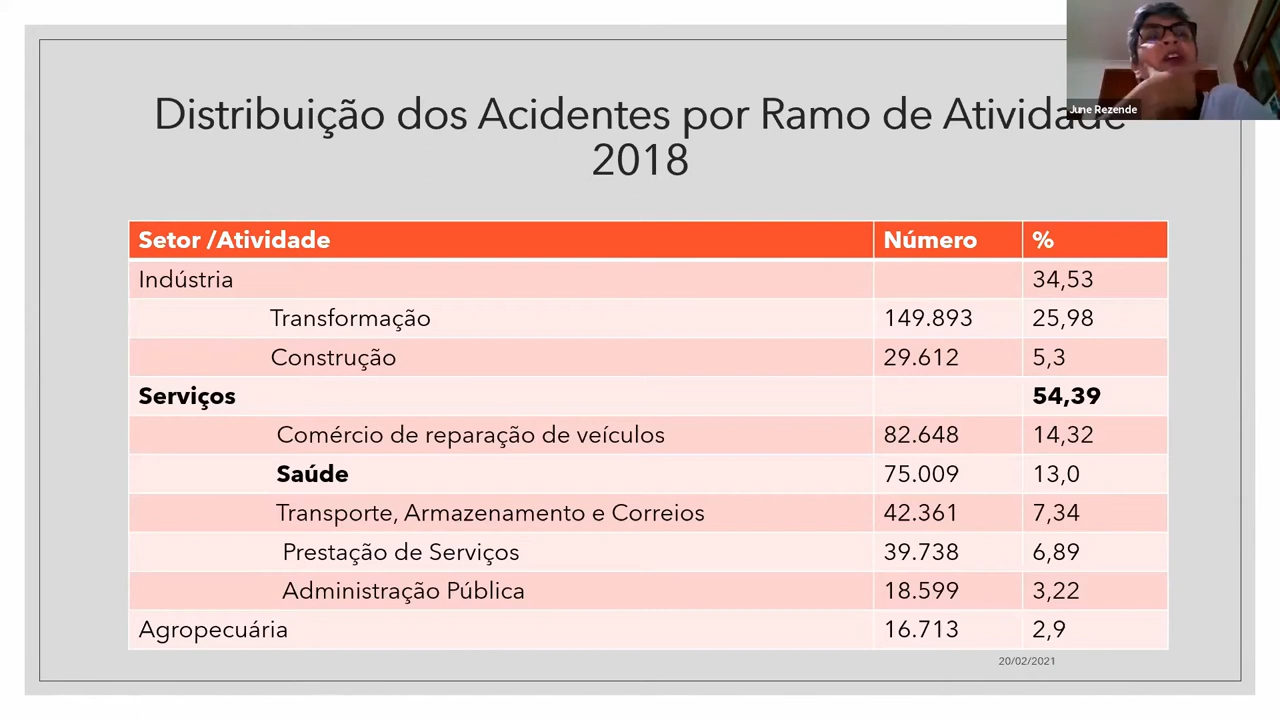 June Rezende
Distribuição dos Acidentes por Ramo de Atividade
2018
Setor /Atividade Número %
Indústria 34,53
Transformação 149.893 25,98
Construção 29.612 5,3
Serviços 54,39
Comércio de reparação de veículos 82.648 14,32
Saúde 75.009 13,0
Transporte, Armazenamento e Correios 42.361 7,34
Prestação de Serviços 39.738 6,89
Administração Pública 18.599 3,22
Agropecuária 16.713 2,9
20/02/2021